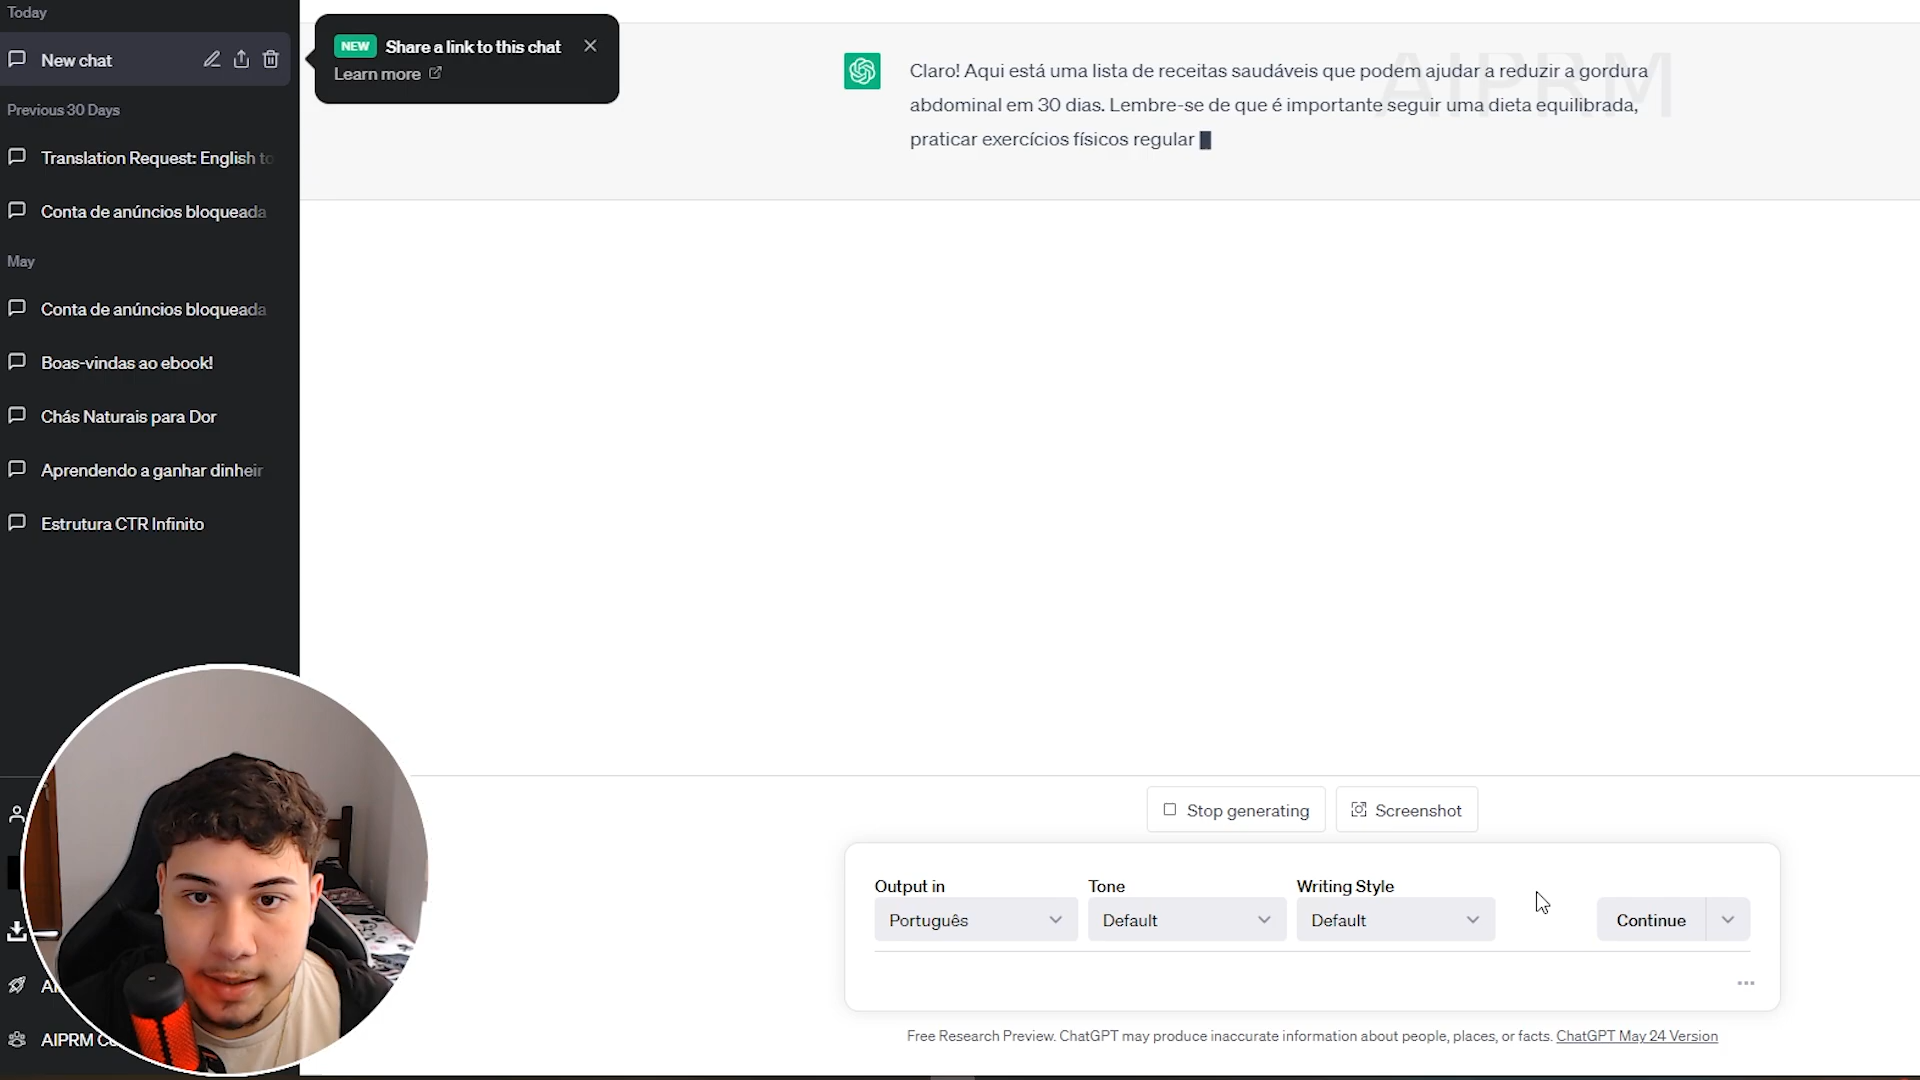 Today
New chat
NEW Share a link to this chat
Learn more
Previous 30 Days
Translation Request: English to
Conta de anúncios bloqueada
May
Conta de anúncios bloqueada
Boas-vindas ao ebook!
Chás Naturais para Dor
Aprendendo a ganhar dinheir
Estrutura CTR Infinito
AIPRM
AIPRM
Claro! Aqui está uma lista de receitas saudáveis que podem ajudar a reduzir a gordura
abdominal em 30 dias. Lembre-se de que é importante seguir uma dieta equilibrada,
praticar exercícios físicos regular
Stop generating
Screenshot
Output in
Tone
Writing Style
Português
Default
Default
Continue
Free Research Preview. ChatGPT may produce inaccurate information about people, places, or facts. ChatGPT May 24 Version